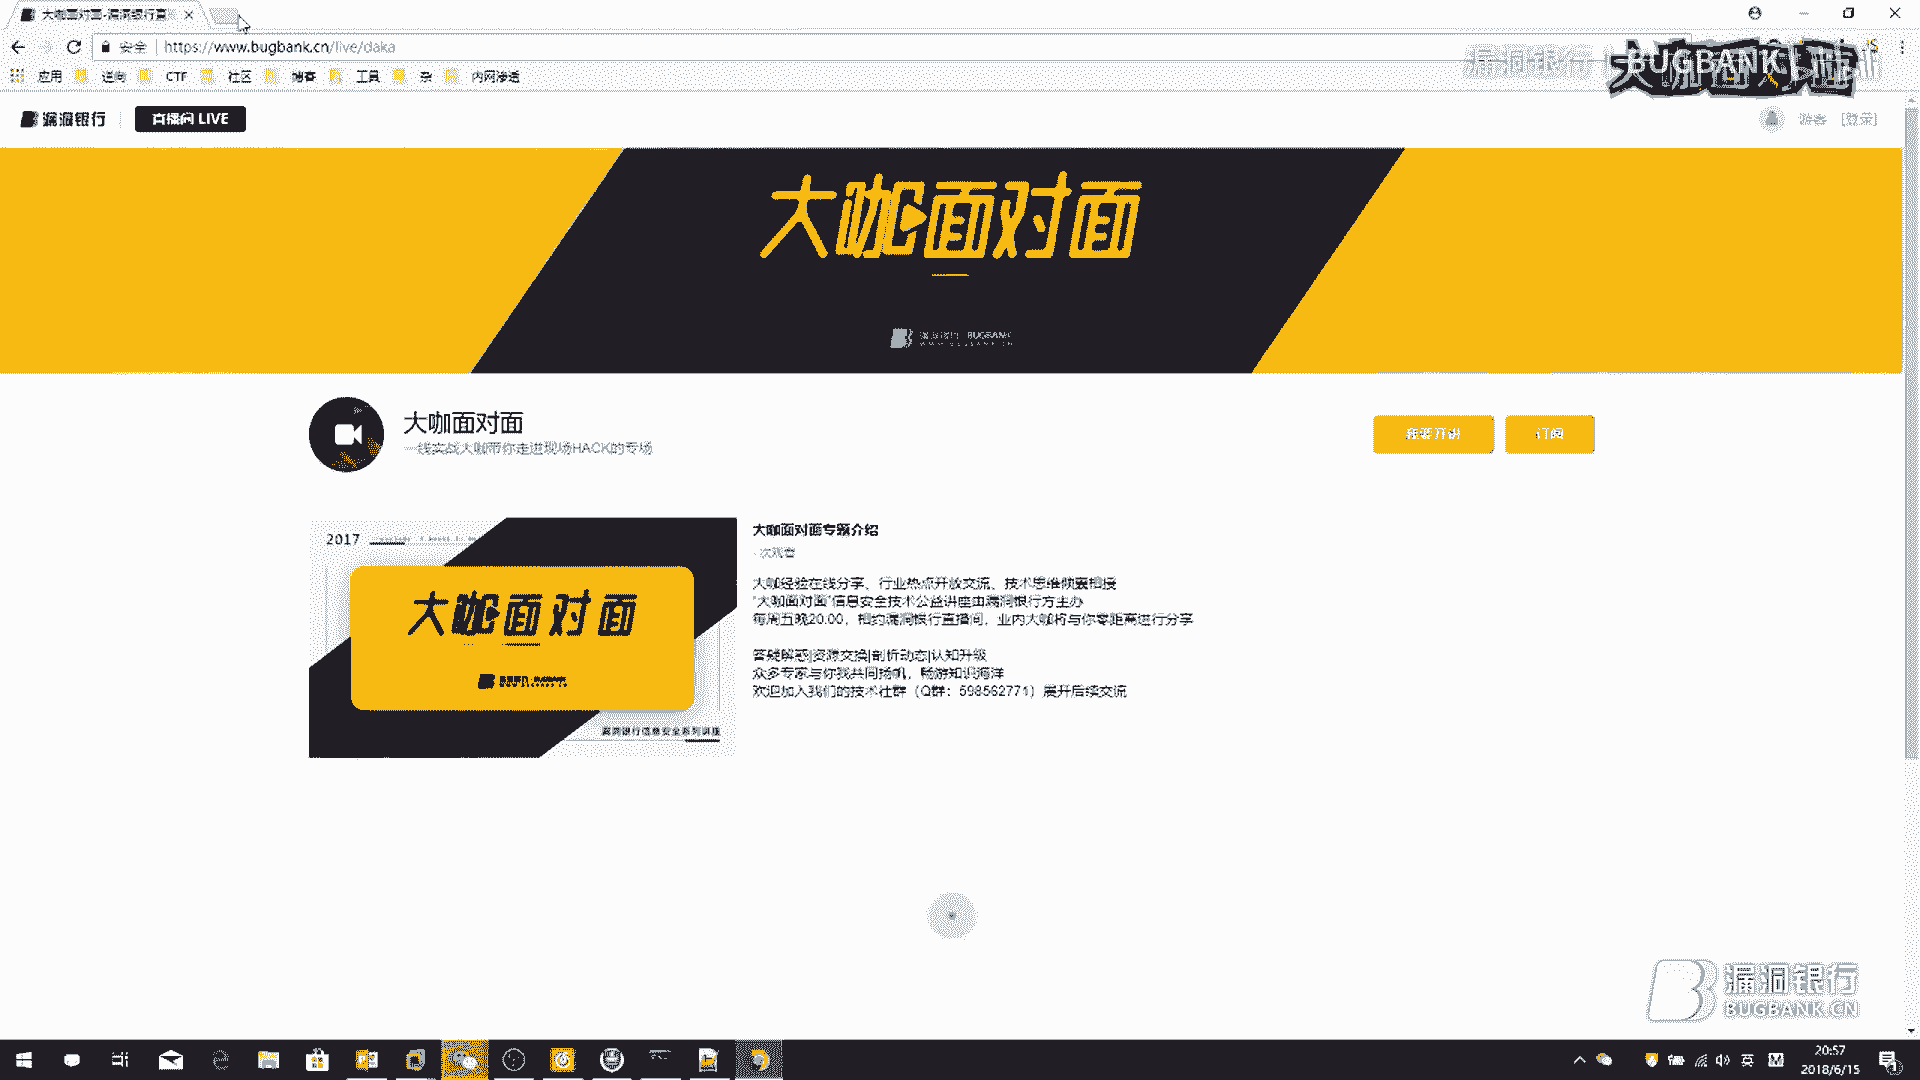 大咖面对面-漏洞银行直
安全 https://www.bugbank.cn/live/daka
应用 逆向 CTF 社区 博客 工具 杂 内网渗透
漏洞银行 BUGBANK
大咖面对面
漏洞银行 直播间 LIVE
游客 [登录]
大咖面对面
漏洞银行 BUGBANK
WWW.BUGBANK.CN
大咖面对面
一线实战大咖带你走进现场HACK的专场
我要开讲 订阅
2017
大咖面对面
漏洞银行信息安全系列讲座
大咖面对面专题介绍
次观看
大咖经验在线分享、行业热点开放交流、技术思维倾囊相授
"大咖面对面"信息安全技术公益讲座由漏洞银行方主办
每周五晚20:00，相约漏洞银行直播间，业内大咖将与你零距离进行分享
答疑解惑|资源交换|剖析动态|认知升级
众多专家与你我共同扬帆，畅游知识海洋
欢迎加入我们的技术社群（Q群：598562771）展开后续交流
漏洞银行
BUGBANK.CN
英
20:57
2018/6/15